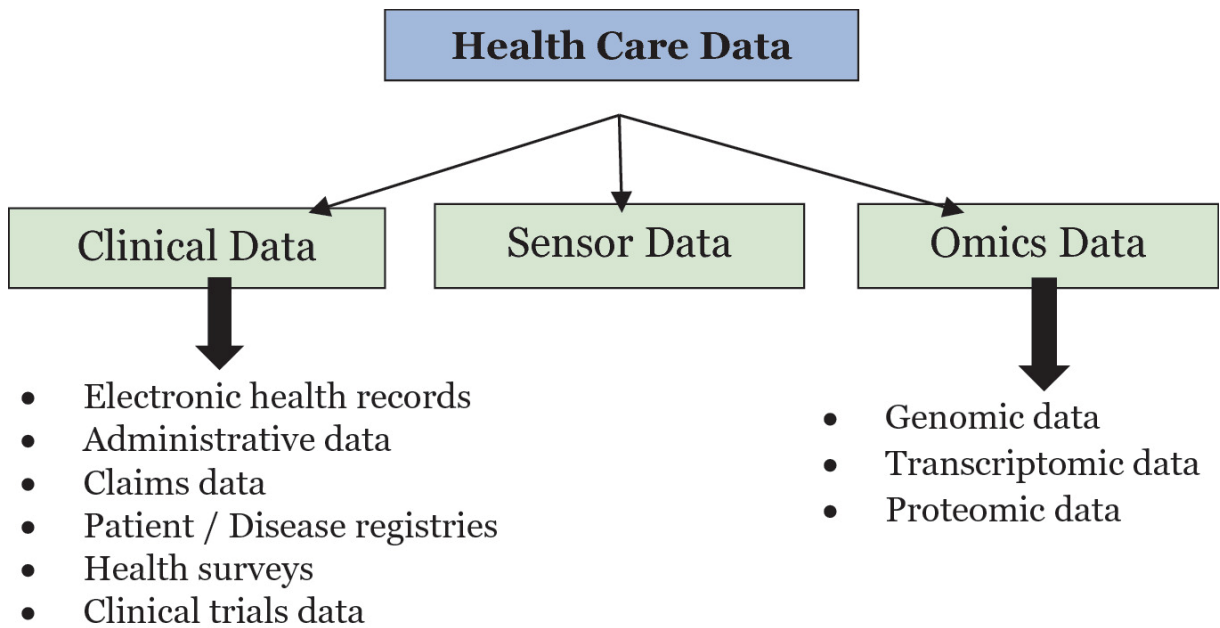 Health Care Data
Clinical Data
Sensor Data
Omics Data
• Electronic health records
• Administrative data
• Claims data
• Patient / Disease registries
• Health surveys
• Clinical trials data
• Genomic data
• Transcriptomic data
• Proteomic data